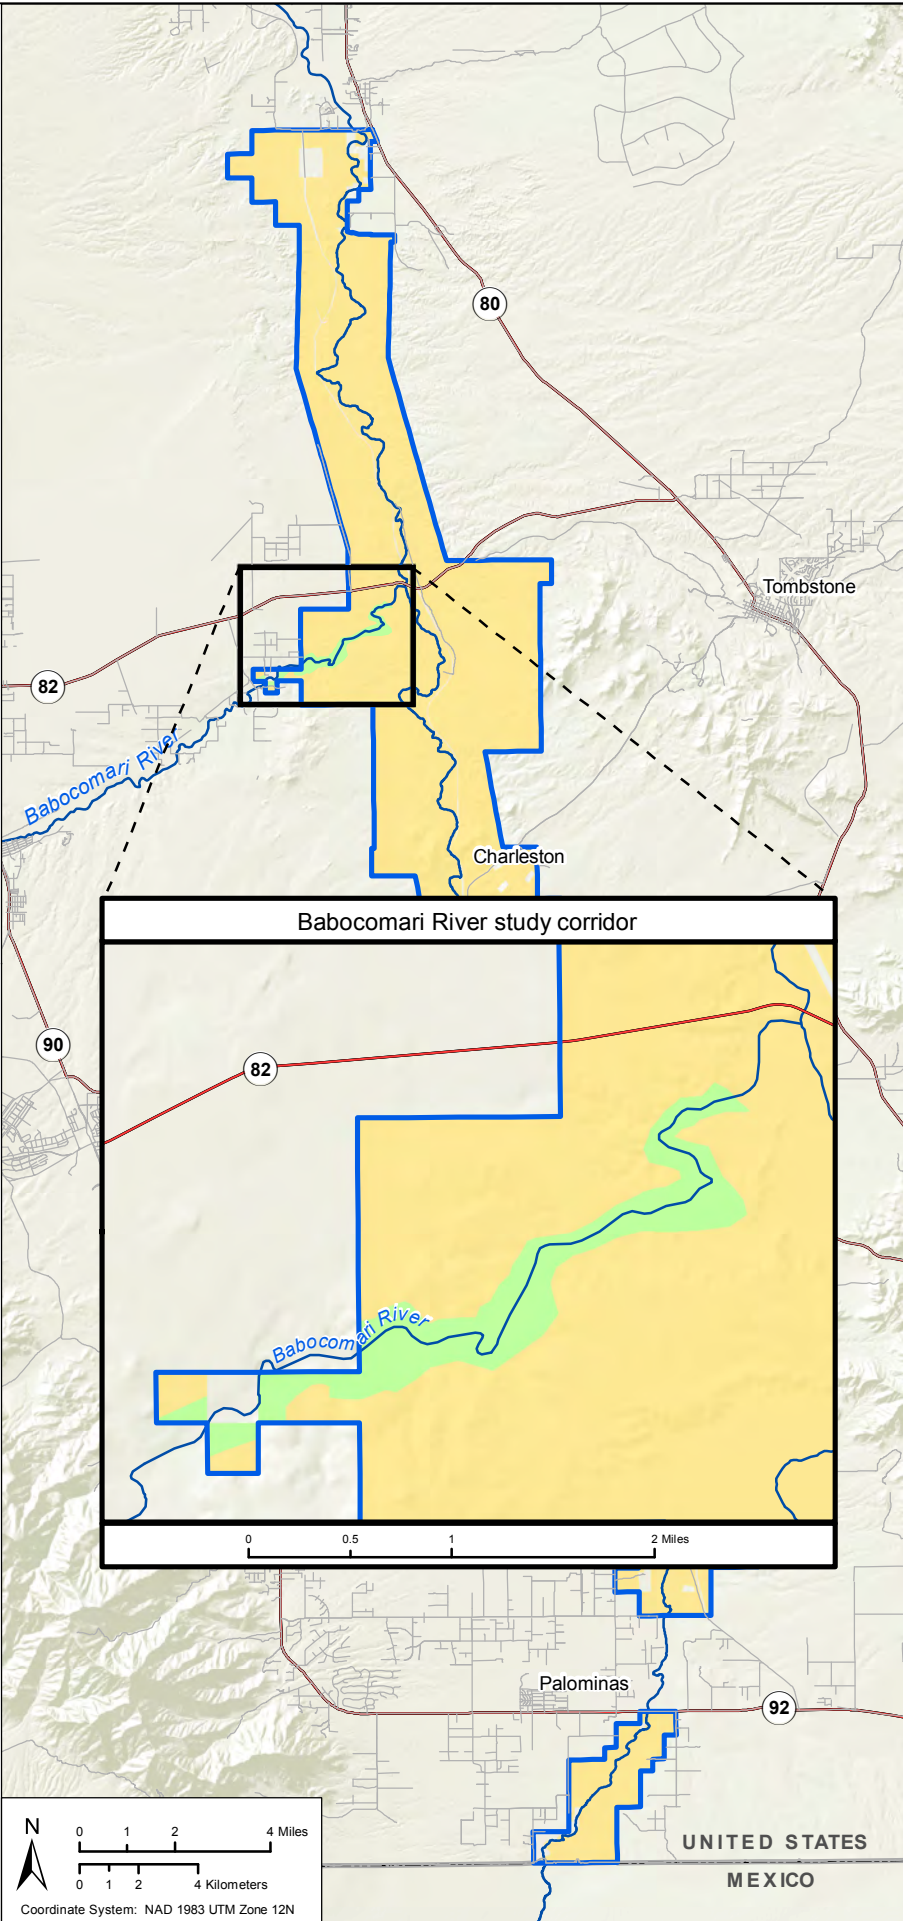 80
Tombstone
82
Babocomari River
Charleston
Babocomari River study corridor
90
82
Babocomari River
0 0.5 1 2 Miles
Palominas
92
N
0 1 2 4 Miles
0 1 2 4 Kilometers
Coordinate System: NAD 1983 UTM Zone 12N
UNITED STATES
MEXICO